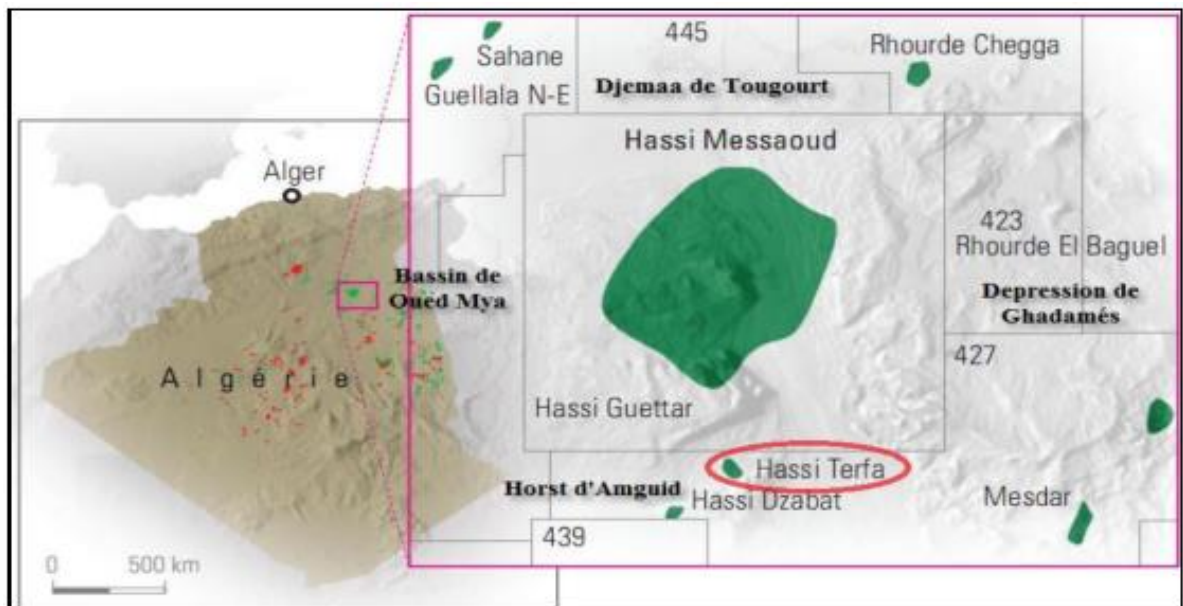 445
Sahane
Rhourde Chegga
Guellala N-E
Djemaa de Tougourt
Hassi Messaoud
Alger
423
Rhourde El Baguel
Bassin de
Oued Mya
Depression de
Ghadamés
427
Algérie
Hassi Guettar
Hassi Terfa
Horst d'Amguid
Hassi Dzabat
Mesdar
439
0 500 km